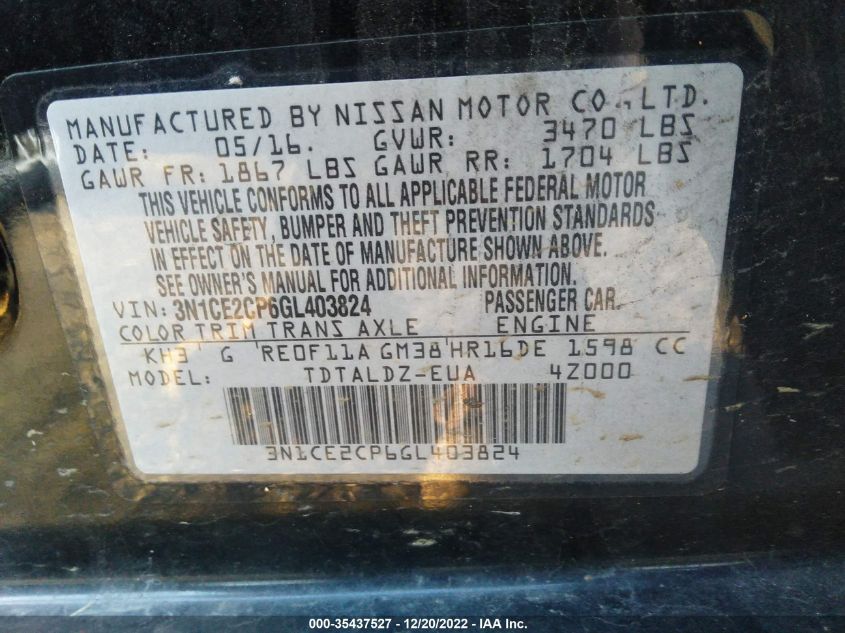 MANUFACTURED BY NISSAN MOTOR CO.,LTD.
DATE: 05/16. GVWR: 3470 LBS
GAWR FR: 1867 LBS GAWR RR: 1704 LBS
THIS VEHICLE CONFORMS TO ALL APPLICABLE FEDERAL MOTOR
VEHICLE SAFETY, BUMPER AND THEFT PREVENTION STANDARDS
IN EFFECT ON THE DATE OF MANUFACTURE SHOWN ABOVE.
SEE OWNER'S MANUAL FOR ADDITIONAL INFORMATION.
VIN: 3N1CE2CP6GL403824 PASSENGER CAR.
COLOR TRIM TRANS AXLE ENGINE
KH3 G RE0F11A GM38 HR16DE 1598 CC
MODEL: TDTALDZ-EUA 4Z000
3N1CE2CP6GL403824
000-35437527 - 12/20/2022 - IAA Inc.